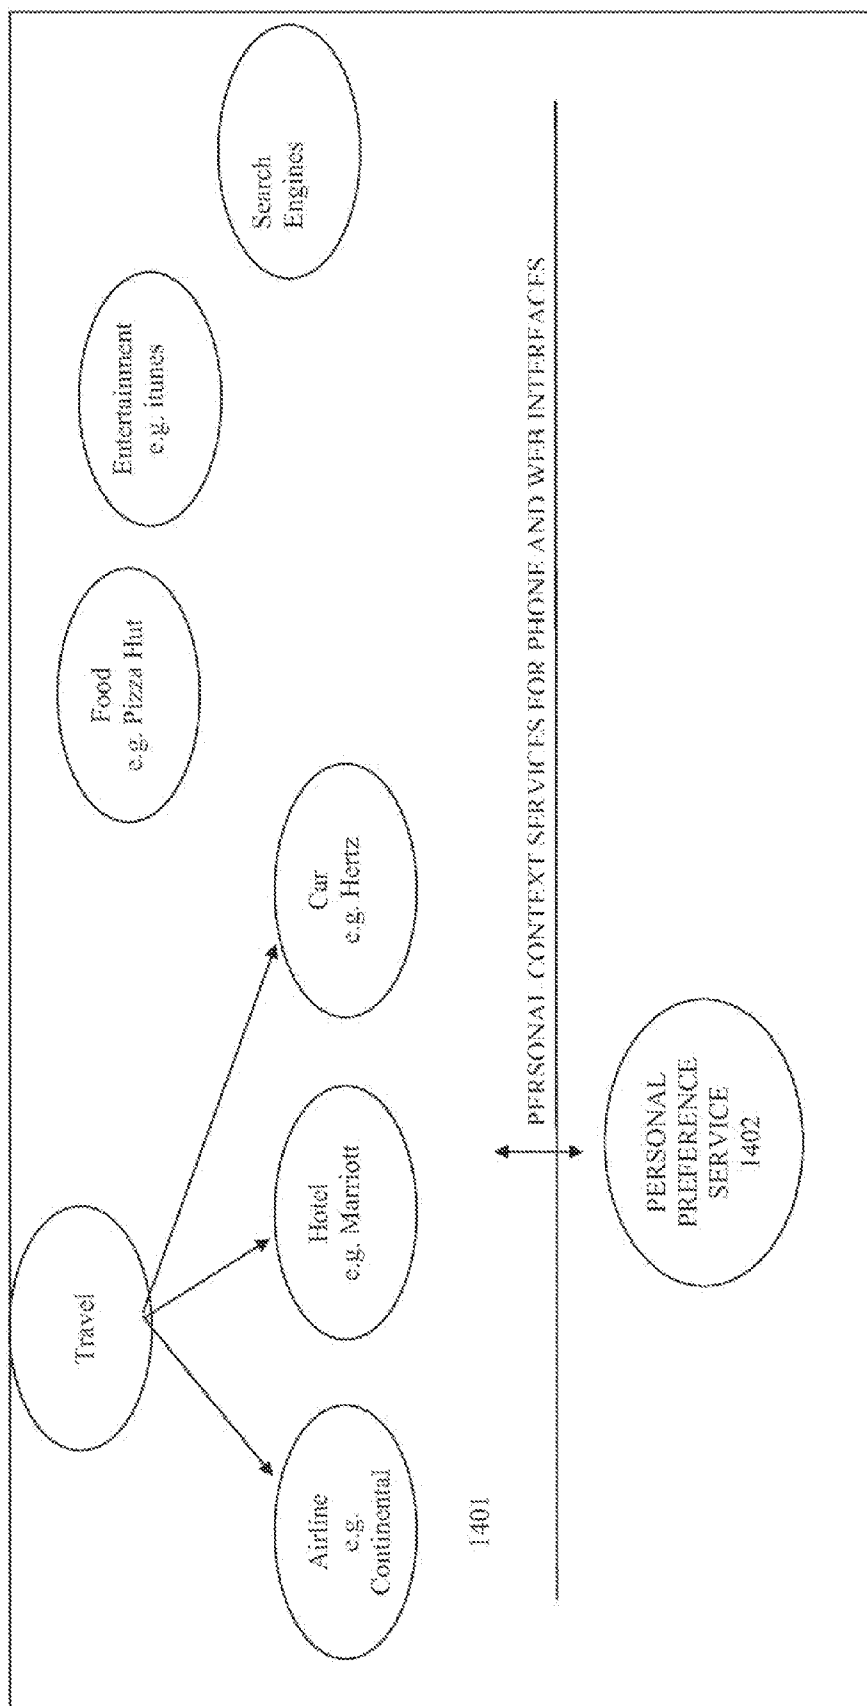 Travel
Airline
e.g.
Continental
Hotel
e.g. Marriott
Car
e.g. Hertz
Food
e.g. Pizza Hut
Entertainment
e.g. itunes
Search
Engines
1401
PERSONAL CONTEXT SERVICES FOR PHONE AND WEB INTERFACES
PERSONAL
PREFERENCE
SERVICE
1402